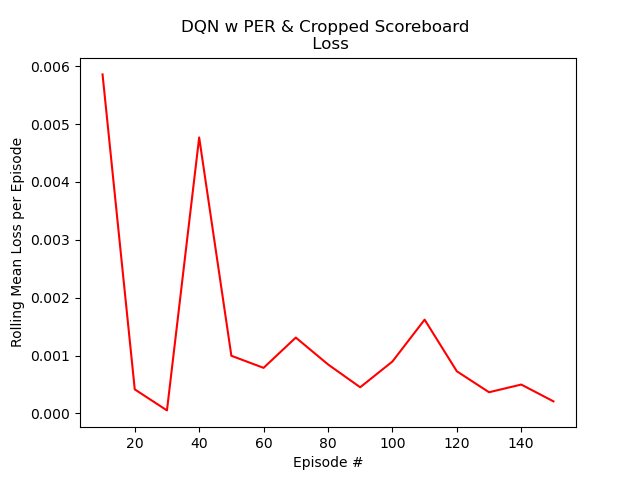 DQN w PER & Cropped Scoreboard
Loss
0.006
0.005
0.004
0.003
0.002
0.001
0.000
Rolling Mean Loss per Episode
20 40 60 80 100 120 140
Episode #